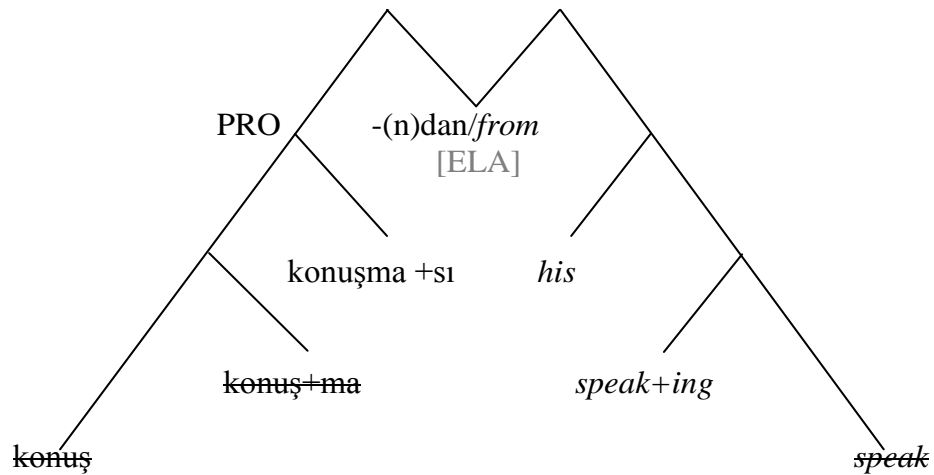 PRO -(n)dan/from
[ELA]
konuşma +sı his
konuş+ma speak+ing
konuş speak